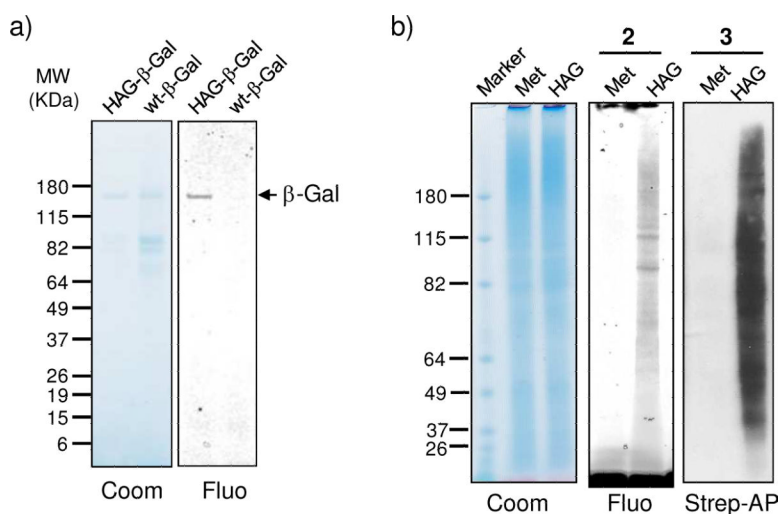 a)
MW
(KDa)
HAG-β-Gal
wt-β-Gal
HAG-β-Gal
wt-β-Gal
180
115
82
64
49
37
26
19
15
6
β-Gal
Coom
Fluo
b)
2
3
Marker
Met
HAG
Met
HAG
Met
HAG
180
115
82
64
49
37
26
Coom
Fluo
Strep-AP